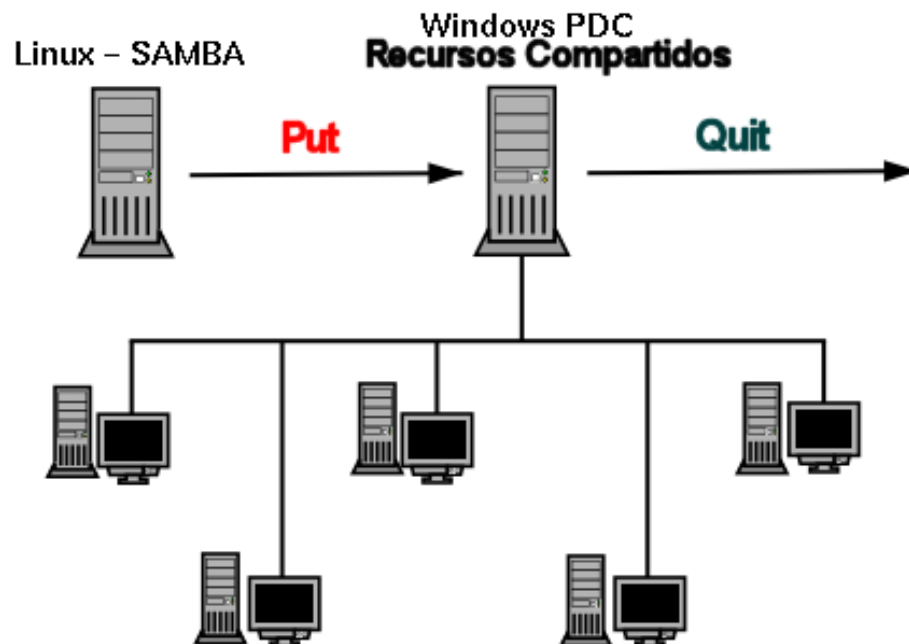 Linux – SAMBA
Windows PDC
Recursos Compartidos
Put
Quit